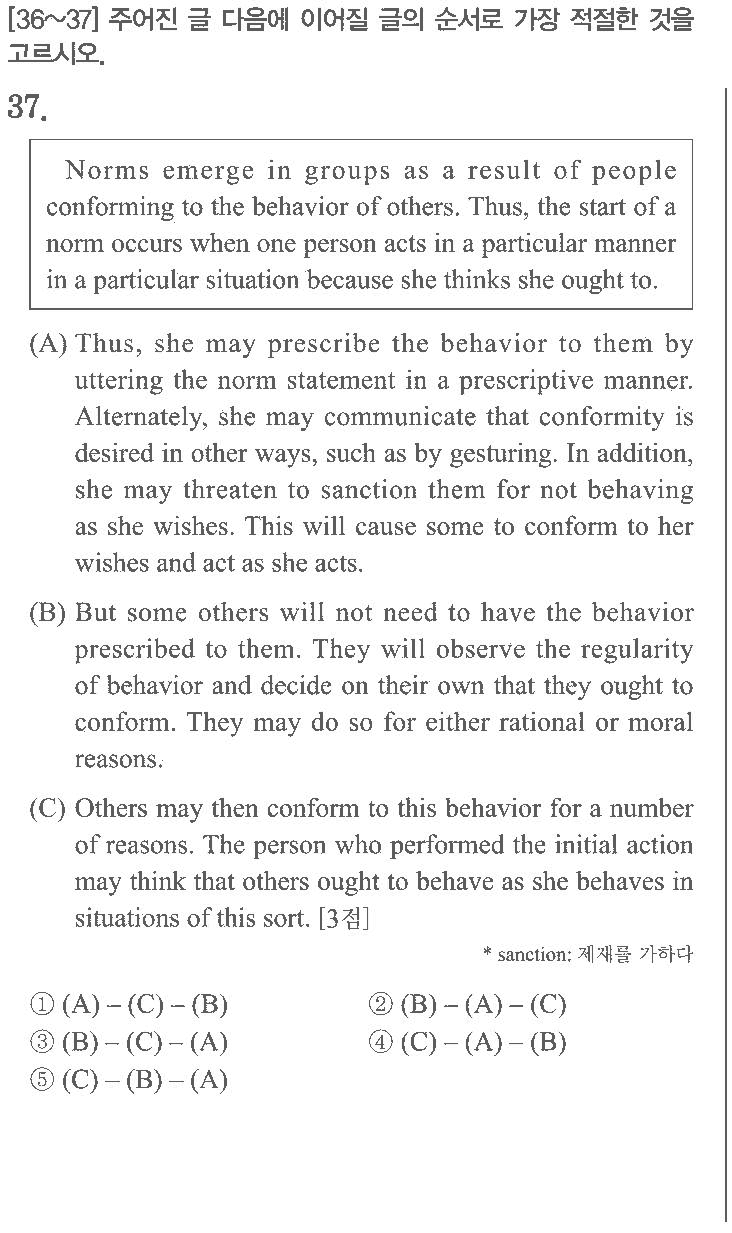 [36~37] 주어진 글 다음에 이어질 글의 순서로 가장 적절한 것을
고르시오.
37.
Norms emerge in groups as a result of people
conforming to the behavior of others. Thus, the start of a
norm occurs when one person acts in a particular manner
in a particular situation because she thinks she ought to.
(A) Thus, she may prescribe the behavior to them by
uttering the norm statement in a prescriptive manner.
Alternately, she may communicate that conformity is
desired in other ways, such as by gesturing. In addition,
she may threaten to sanction them for not behaving
as she wishes. This will cause some to conform to her
wishes and act as she acts.
(B) But some others will not need to have the behavior
prescribed to them. They will observe the regularity
of behavior and decide on their own that they ought to
conform. They may do so for either rational or moral
reasons.
(C) Others may then conform to this behavior for a number
of reasons. The person who performed the initial action
may think that others ought to behave as she behaves in
situations of this sort. [3점]
* sanction: 제재를 가하다
① (A) – (C) – (B) ② (B) – (A) – (C)
③ (B) – (C) – (A) ④ (C) – (A) – (B)
⑤ (C) – (B) – (A)